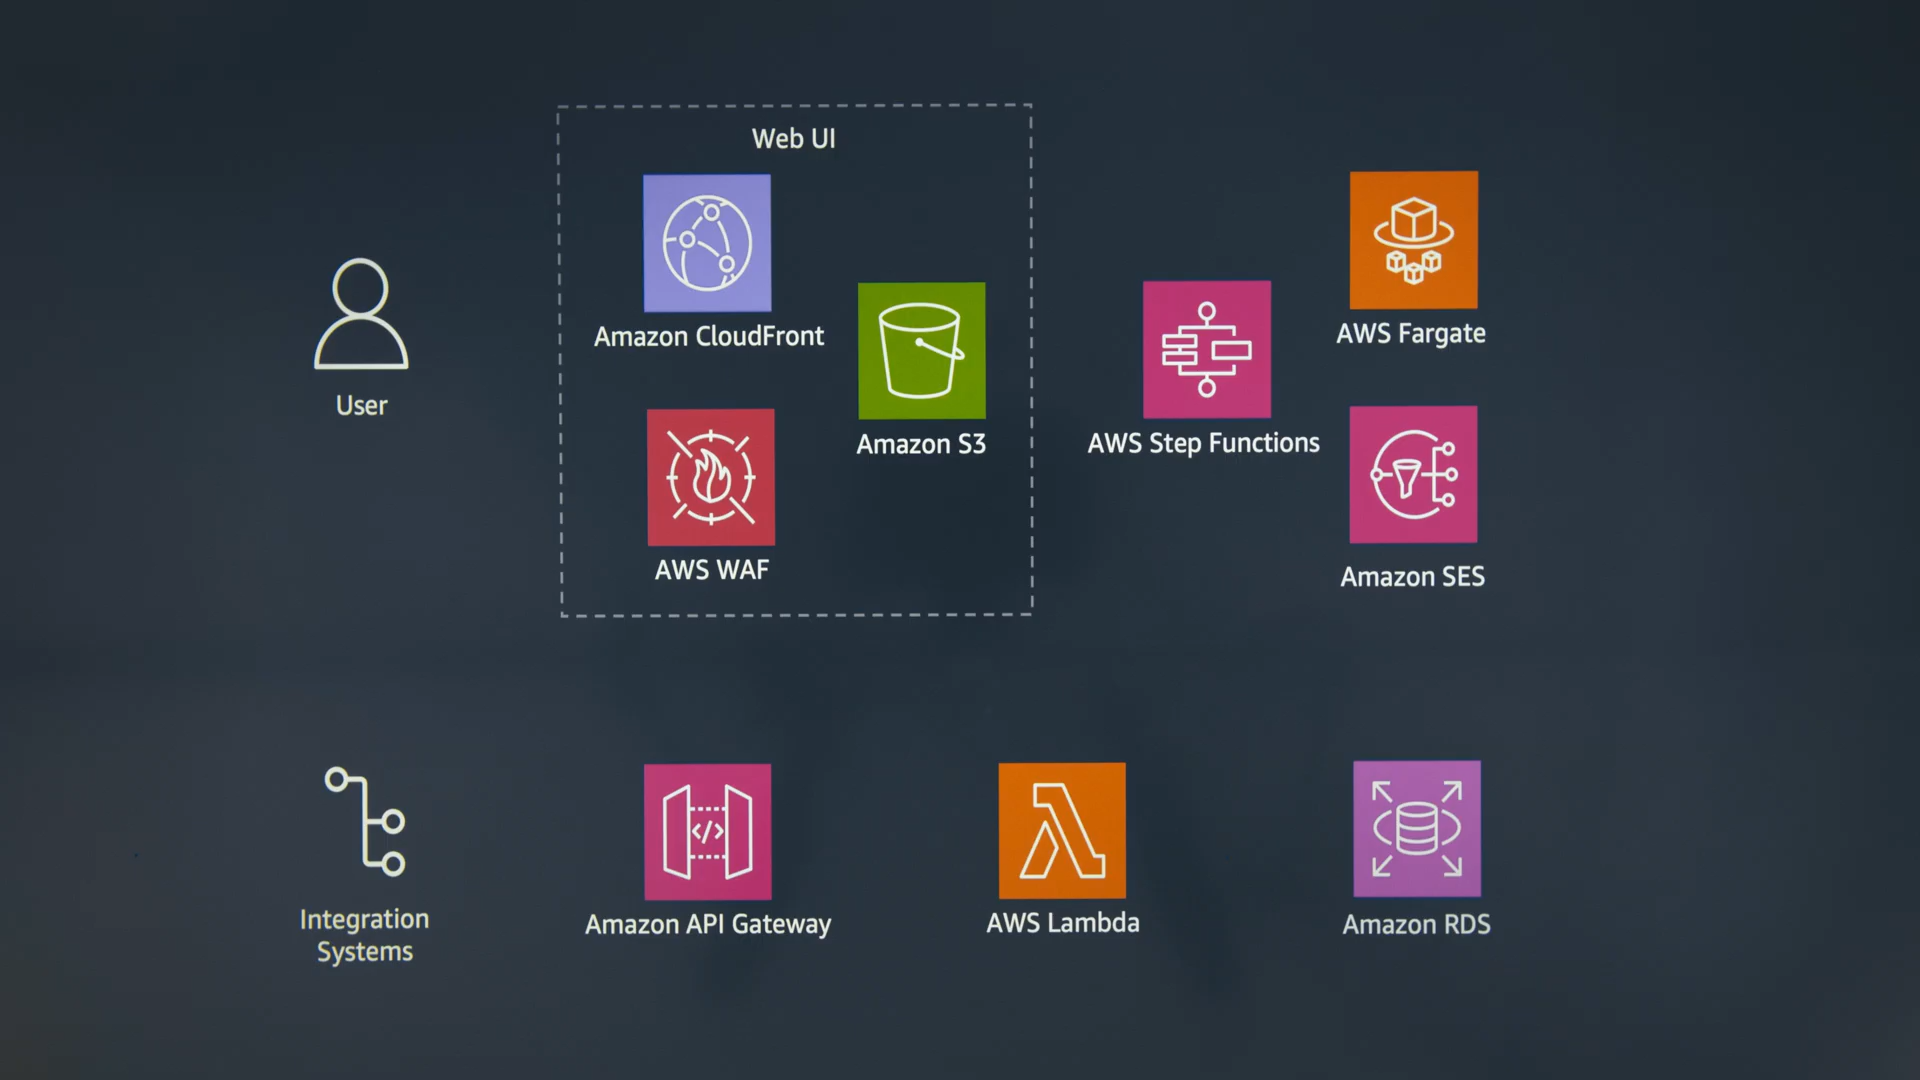 Web UI
Amazon CloudFront
AWS Fargate
User
Amazon S3
AWS Step Functions
AWS WAF
Amazon SES
Integration
Systems
Amazon API Gateway
AWS Lambda
Amazon RDS